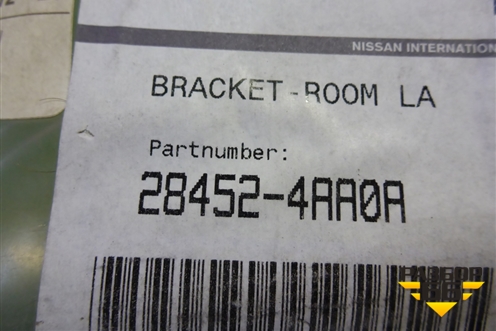 NISSAN INTERNATION
BRACKET-ROOM LA
Partnumber:
28452-4AA0A